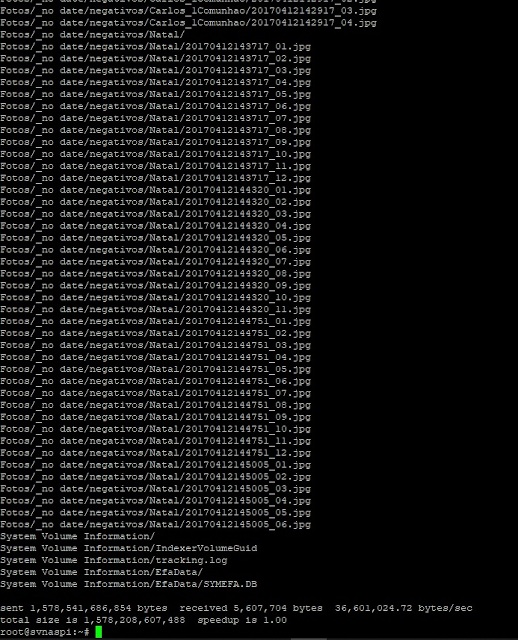 Fotos/_no date/negativos/Carlos_1Comunhao/20170412142917_03.jpg
Fotos/_no date/negativos/Carlos_1Comunhao/20170412142917_04.jpg
Fotos/_no date/negativos/Natal/
Fotos/_no date/negativos/Natal/20170412143717_01.jpg
Fotos/_no date/negativos/Natal/20170412143717_02.jpg
Fotos/_no date/negativos/Natal/20170412143717_03.jpg
Fotos/_no date/negativos/Natal/20170412143717_04.jpg
Fotos/_no date/negativos/Natal/20170412143717_05.jpg
Fotos/_no date/negativos/Natal/20170412143717_06.jpg
Fotos/_no date/negativos/Natal/20170412143717_07.jpg
Fotos/_no date/negativos/Natal/20170412143717_08.jpg
Fotos/_no date/negativos/Natal/20170412143717_09.jpg
Fotos/_no date/negativos/Natal/20170412143717_10.jpg
Fotos/_no date/negativos/Natal/20170412143717_11.jpg
Fotos/_no date/negativos/Natal/20170412143717_12.jpg
Fotos/_no date/negativos/Natal/20170412144320_01.jpg
Fotos/_no date/negativos/Natal/20170412144320_02.jpg
Fotos/_no date/negativos/Natal/20170412144320_03.jpg
Fotos/_no date/negativos/Natal/20170412144320_04.jpg
Fotos/_no date/negativos/Natal/20170412144320_05.jpg
Fotos/_no date/negativos/Natal/20170412144320_06.jpg
Fotos/_no date/negativos/Natal/20170412144320_07.jpg
Fotos/_no date/negativos/Natal/20170412144320_08.jpg
Fotos/_no date/negativos/Natal/20170412144320_09.jpg
Fotos/_no date/negativos/Natal/20170412144320_10.jpg
Fotos/_no date/negativos/Natal/20170412144320_11.jpg
Fotos/_no date/negativos/Natal/20170412144751_01.jpg
Fotos/_no date/negativos/Natal/20170412144751_02.jpg
Fotos/_no date/negativos/Natal/20170412144751_03.jpg
Fotos/_no date/negativos/Natal/20170412144751_04.jpg
Fotos/_no date/negativos/Natal/20170412144751_05.jpg
Fotos/_no date/negativos/Natal/20170412144751_06.jpg
Fotos/_no date/negativos/Natal/20170412144751_07.jpg
Fotos/_no date/negativos/Natal/20170412144751_08.jpg
Fotos/_no date/negativos/Natal/20170412144751_09.jpg
Fotos/_no date/negativos/Natal/20170412144751_10.jpg
Fotos/_no date/negativos/Natal/20170412144751_11.jpg
Fotos/_no date/negativos/Natal/20170412144751_12.jpg
Fotos/_no date/negativos/Natal/20170412145005_01.jpg
Fotos/_no date/negativos/Natal/20170412145005_02.jpg
Fotos/_no date/negativos/Natal/20170412145005_03.jpg
Fotos/_no date/negativos/Natal/20170412145005_04.jpg
Fotos/_no date/negativos/Natal/20170412145005_05.jpg
Fotos/_no date/negativos/Natal/20170412145005_06.jpg
System Volume Information/
System Volume Information/IndexerVolumeGuid
System Volume Information/tracking.log
System Volume Information/EfaData/
System Volume Information/EfaData/SYMEFA.DB
sent 1,578,541,686,854 bytes  received 5,607,704 bytes  36,601,024.72 bytes/sec
total size is 1,578,208,607,488  speedup is 1.00
root@svnaspi:~#